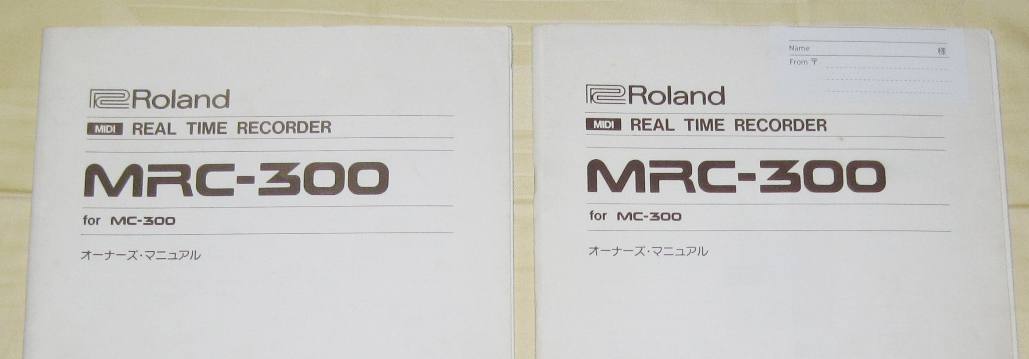 Roland
MIDI REAL TIME RECORDER
MRC-300
for MC-300
オーナーズ・マニュアル
Name 様
From 〒
Roland
MIDI REAL TIME RECORDER
MRC-300
for MC-300
オーナーズ・マニュアル